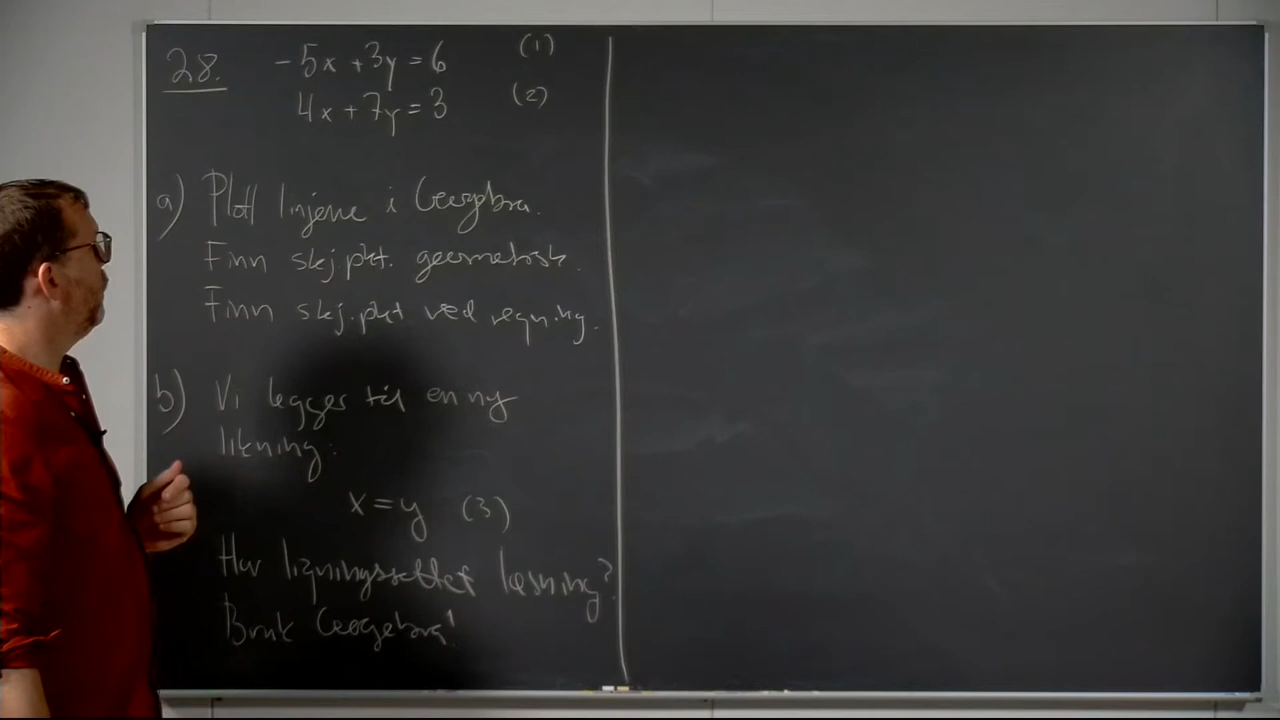 28. -5x + 3y = 6 (1)
4x + 7y = 3 (2)
a) Plott linjene i Geogebra.
Finn skj.pkt. geometrisk.
Finn skj.pkt ved regning.
b) Vi legger til en ny
likning:
x = y (3)
Har ligningssettet løsning?
Bruk Geogebra!